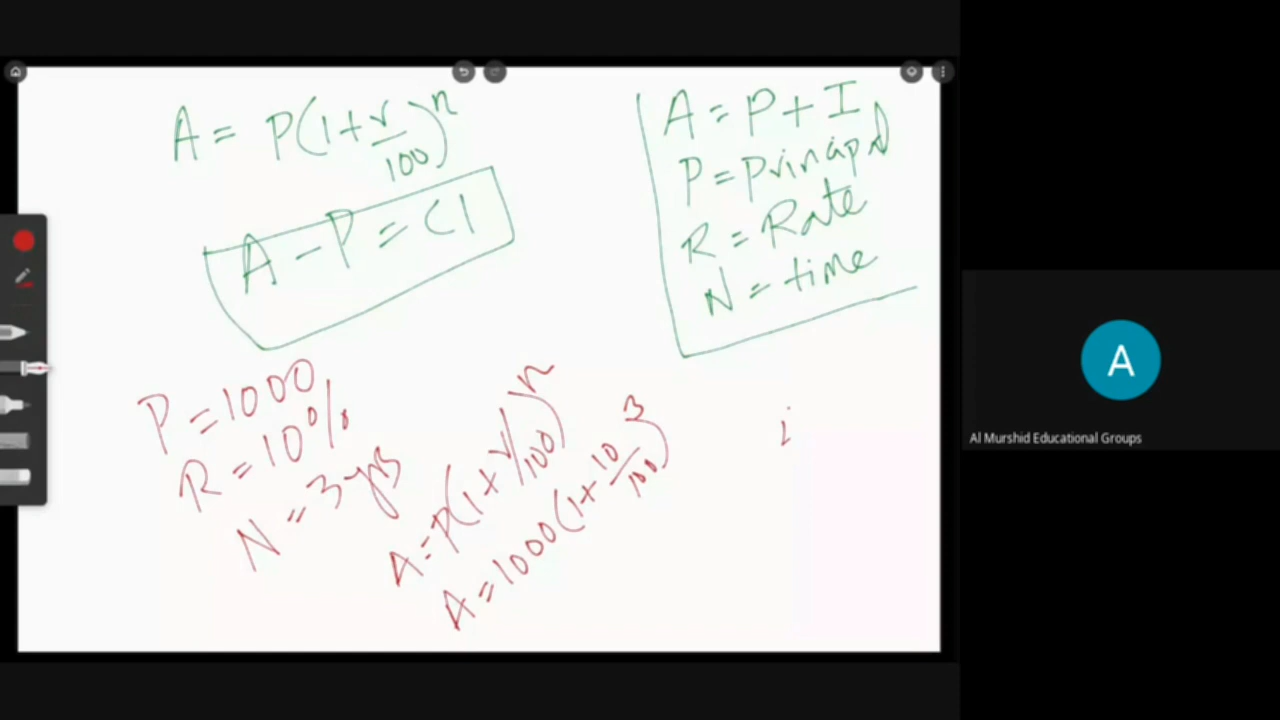 A = P(1+r/100)^n
A - P = CI
A = P + I
P = Principal
R = Rate
N = time
P = 1000
R = 10%
N = 3 yrs
A = P(1+r/100)^n
A = 1000(1+10/100)^3
i
A
Al Murshid Educational Groups